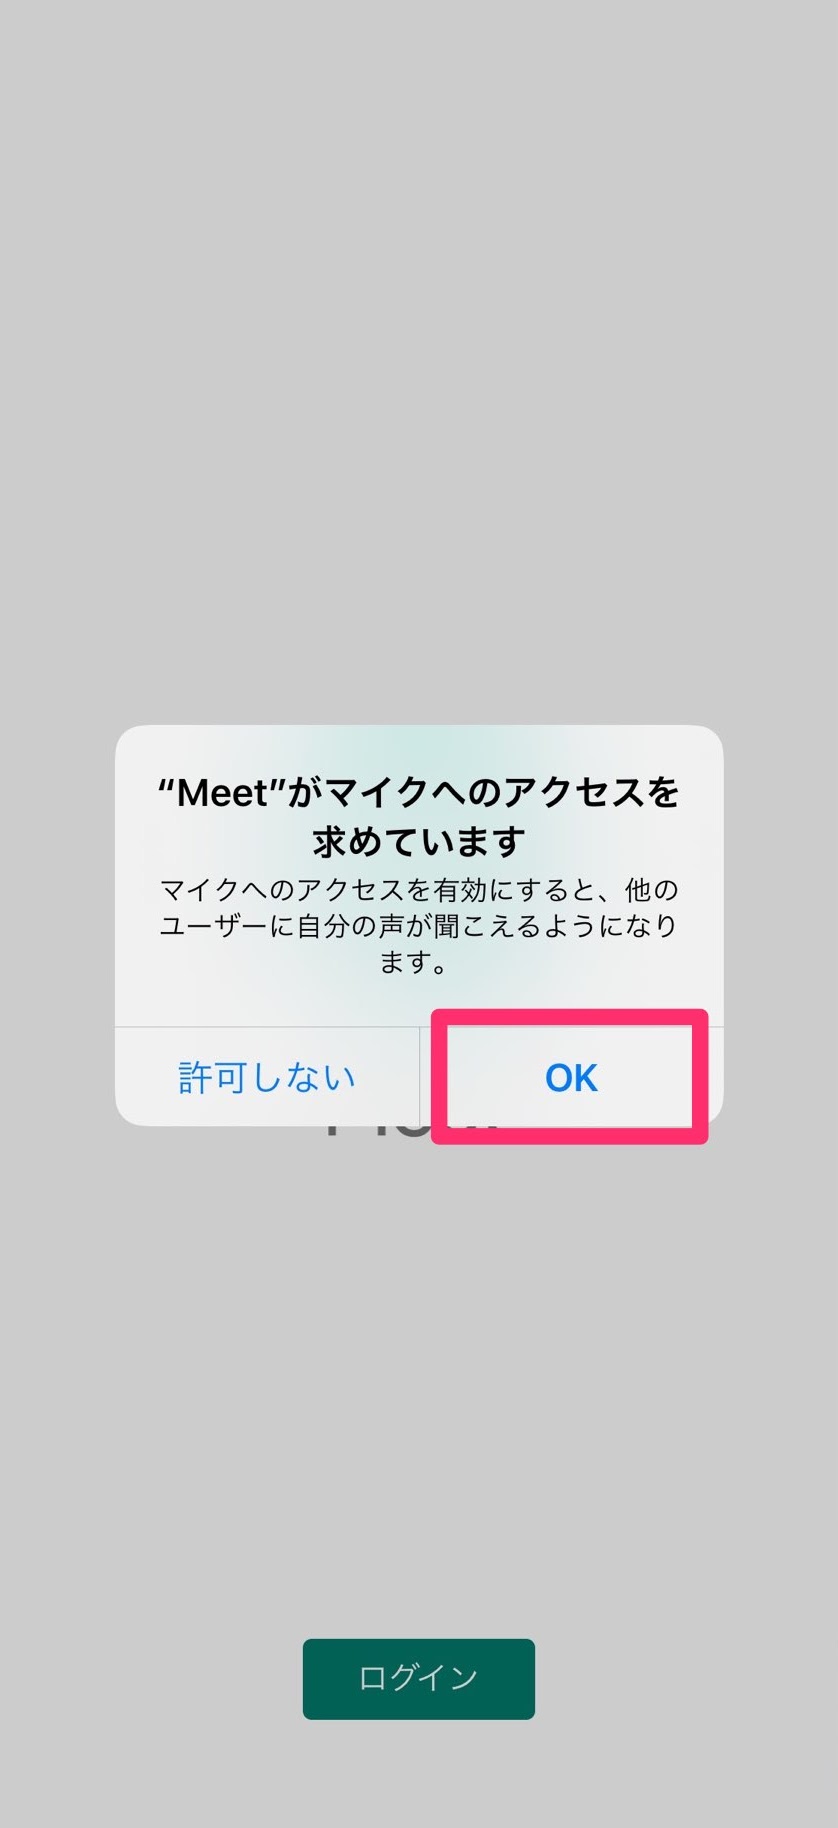 “Meet”がマイクへのアクセスを
求めています
マイクへのアクセスを有効にすると、他の
ユーザーに自分の声が聞こえるようになり
ます。
許可しない
OK
ログイン